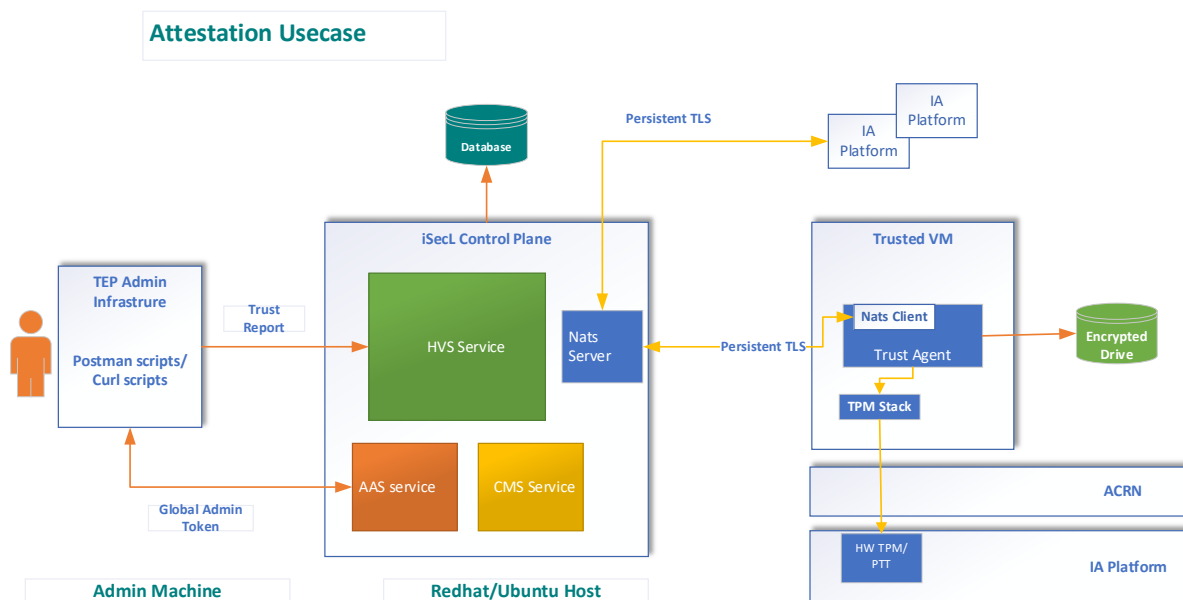 Attestation Usecase
Database
Persistent TLS
IA
Platform
IA
Platform
iSecL Control Plane
Trusted VM
TEP Admin
Infrastrure
Postman scripts/
Curl scripts
Trust
Report
HVS Service
Nats
Server
Persistent TLS
Nats Client
Trust Agent
Encrypted
Drive
TPM Stack
AAS service
CMS Service
Global Admin
Token
ACRN
HW TPM/
PTT
IA Platform
Admin Machine
Redhat/Ubuntu Host